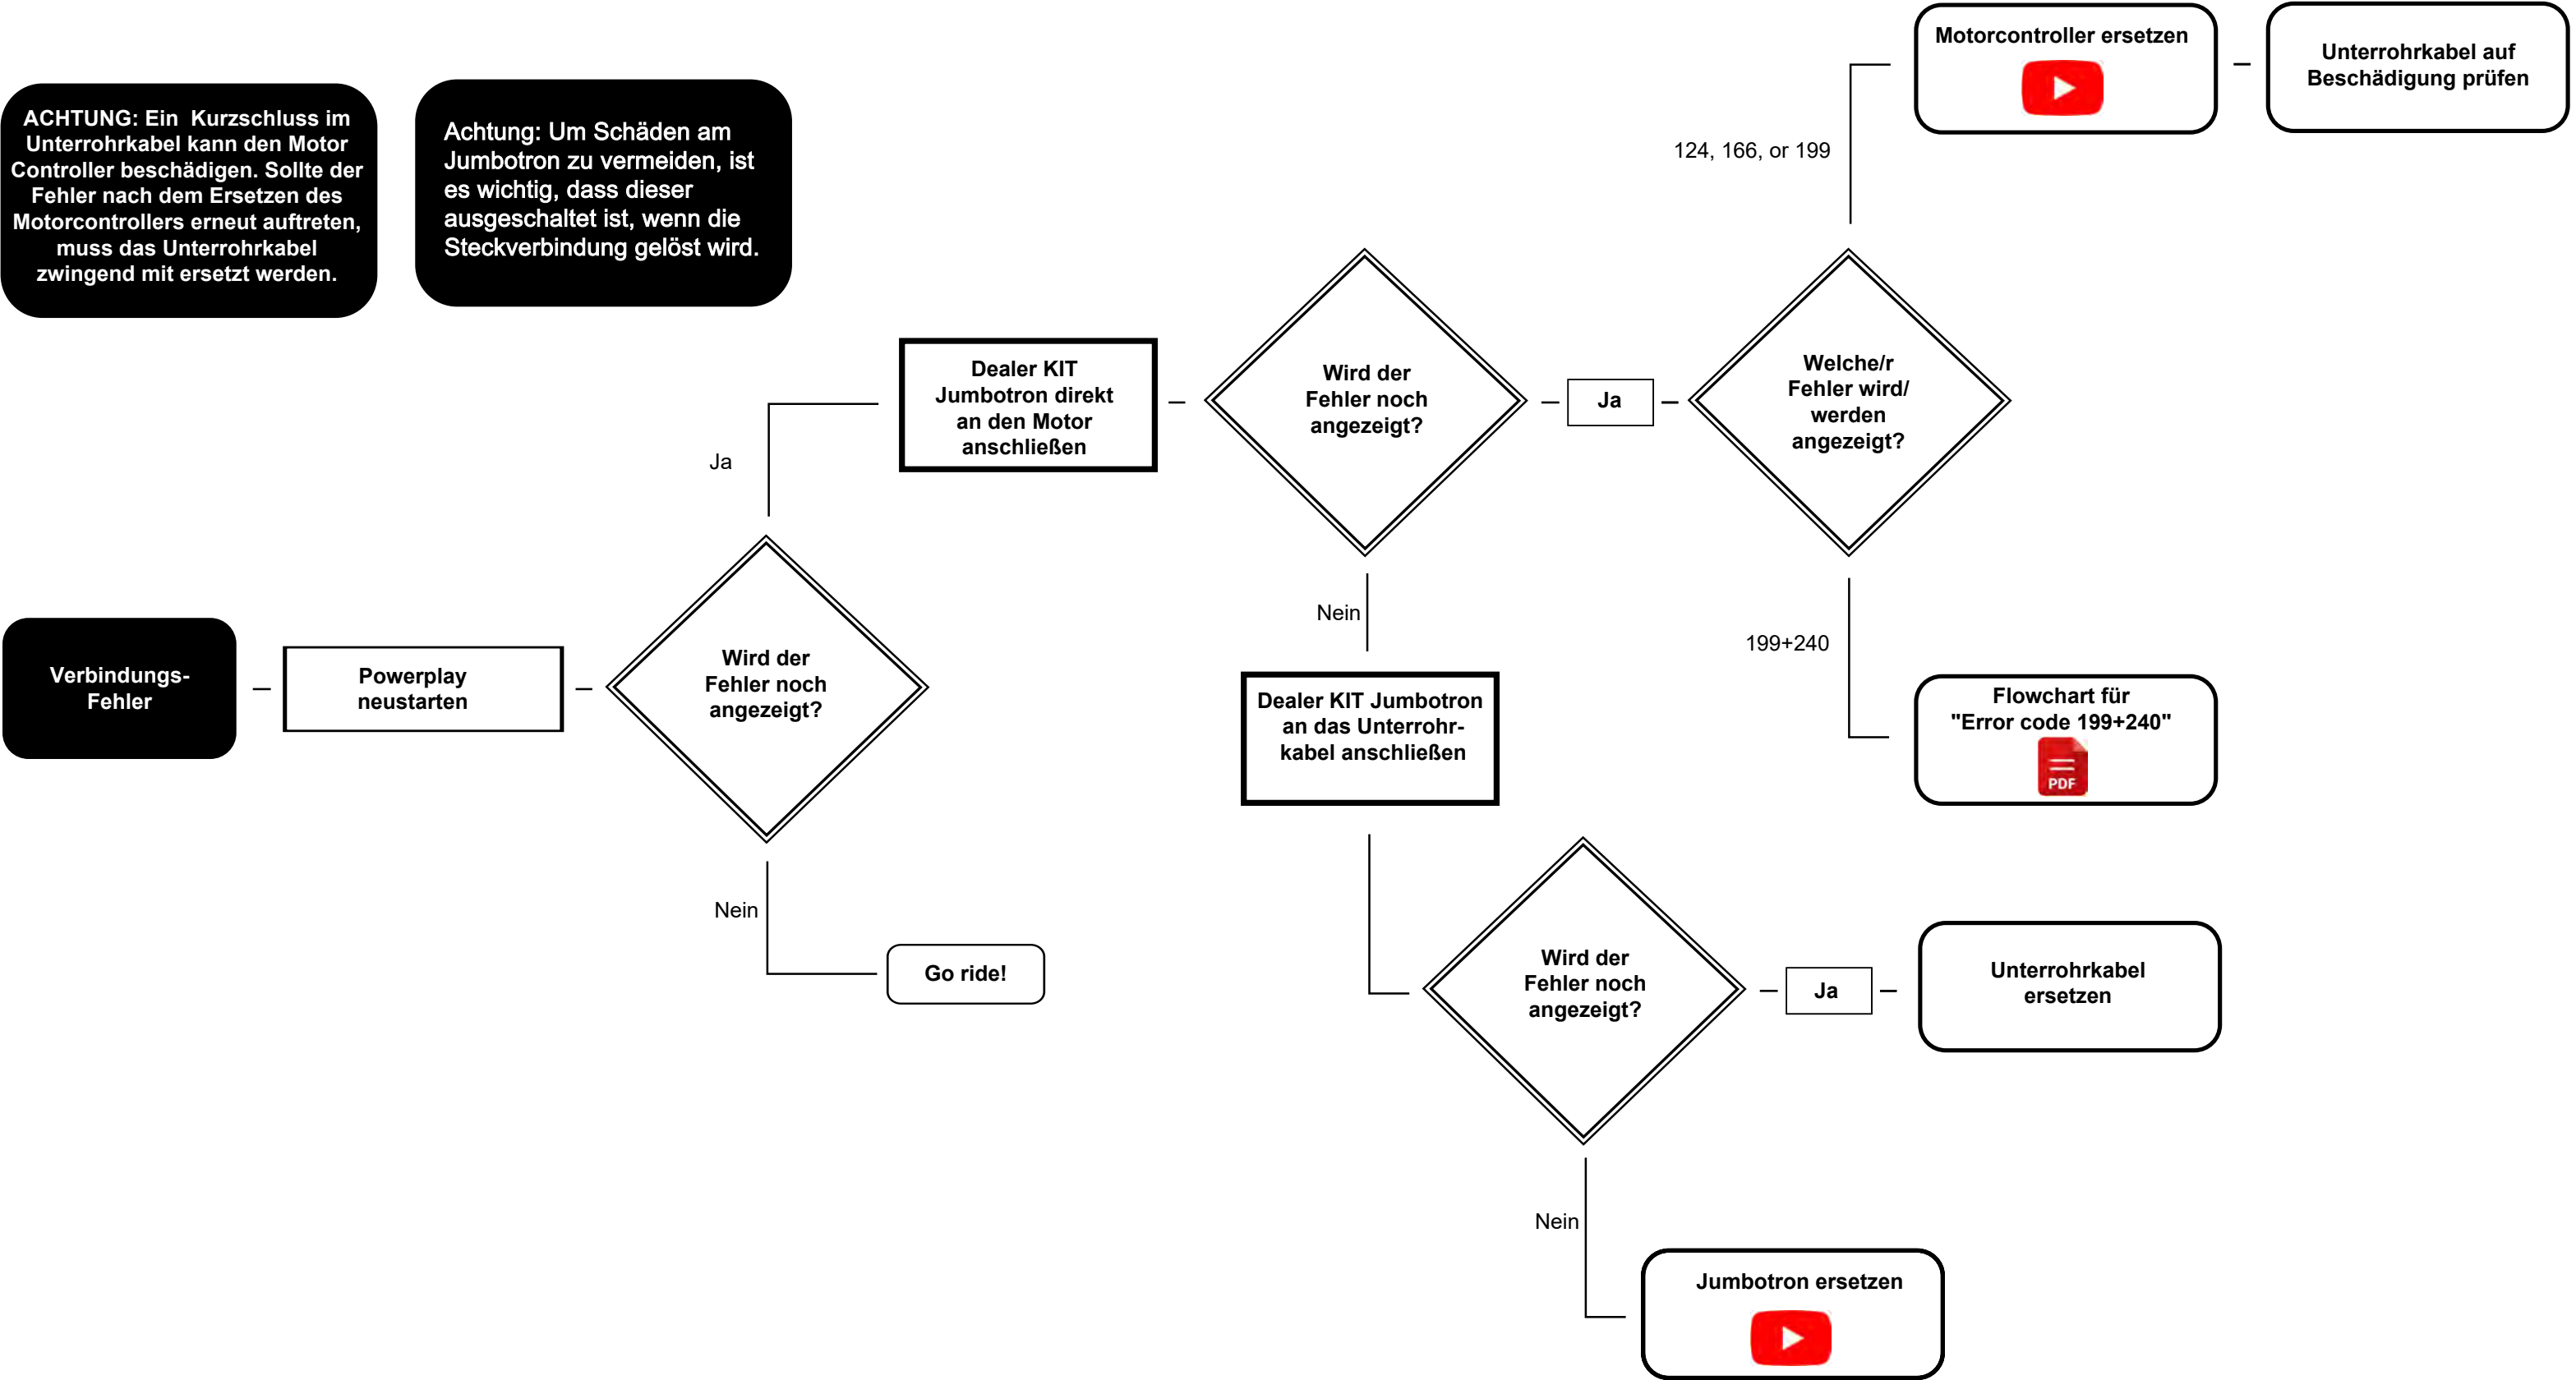 ACHTUNG: Ein Kurzschluss im
Unterrohrkabel kann den Motor
Controller beschädigen. Sollte der
Fehler nach dem Ersetzen des
Motorcontrollers erneut auftreten,
muss das Unterrohrkabel
zwingend mit ersetzt werden.
Achtung: Um Schäden am
Jumbotron zu vermeiden, ist
es wichtig, dass dieser
ausgeschaltet ist, wenn die
Steckverbindung gelöst wird.
Motorcontroller ersetzen
Unterrohrkabel auf
Beschädigung prüfen
124, 166, or 199
Dealer KIT
Jumbotron direkt
an den Motor
anschließen
Wird der
Fehler noch
angezeigt?
Ja
Welche/r
Fehler wird/
werden
angezeigt?
Ja
Nein
199+240
Verbindungs-
Fehler
Powerplay
neustarten
Wird der
Fehler noch
angezeigt?
Dealer KIT Jumbotron
an das Unterrohr-
kabel anschließen
Flowchart für
"Error code 199+240"
PDF
Nein
Go ride!
Wird der
Fehler noch
angezeigt?
Ja
Unterrohrkabel
ersetzen
Nein
Jumbotron ersetzen